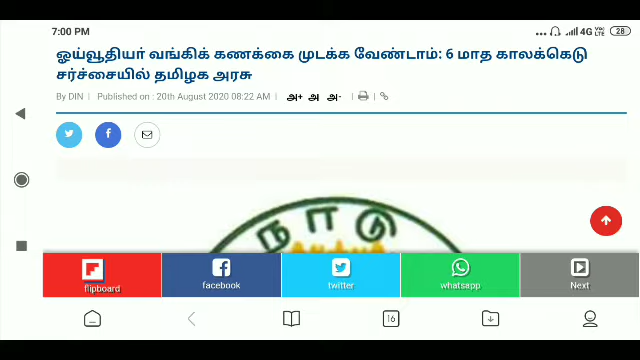 7:00 PM
4G VoLTE 28
ஓய்வூதியர் வங்கிக் கணக்கை முடக்க வேண்டாம்: 6 மாத காலக்கெடு
சர்ச்சையில் தமிழக அரசு
By DIN | Published on : 20th August 2020 08:22 AM | அ+ அ அ- | |
நாடு
flipboard facebook twitter whatsapp Next
16